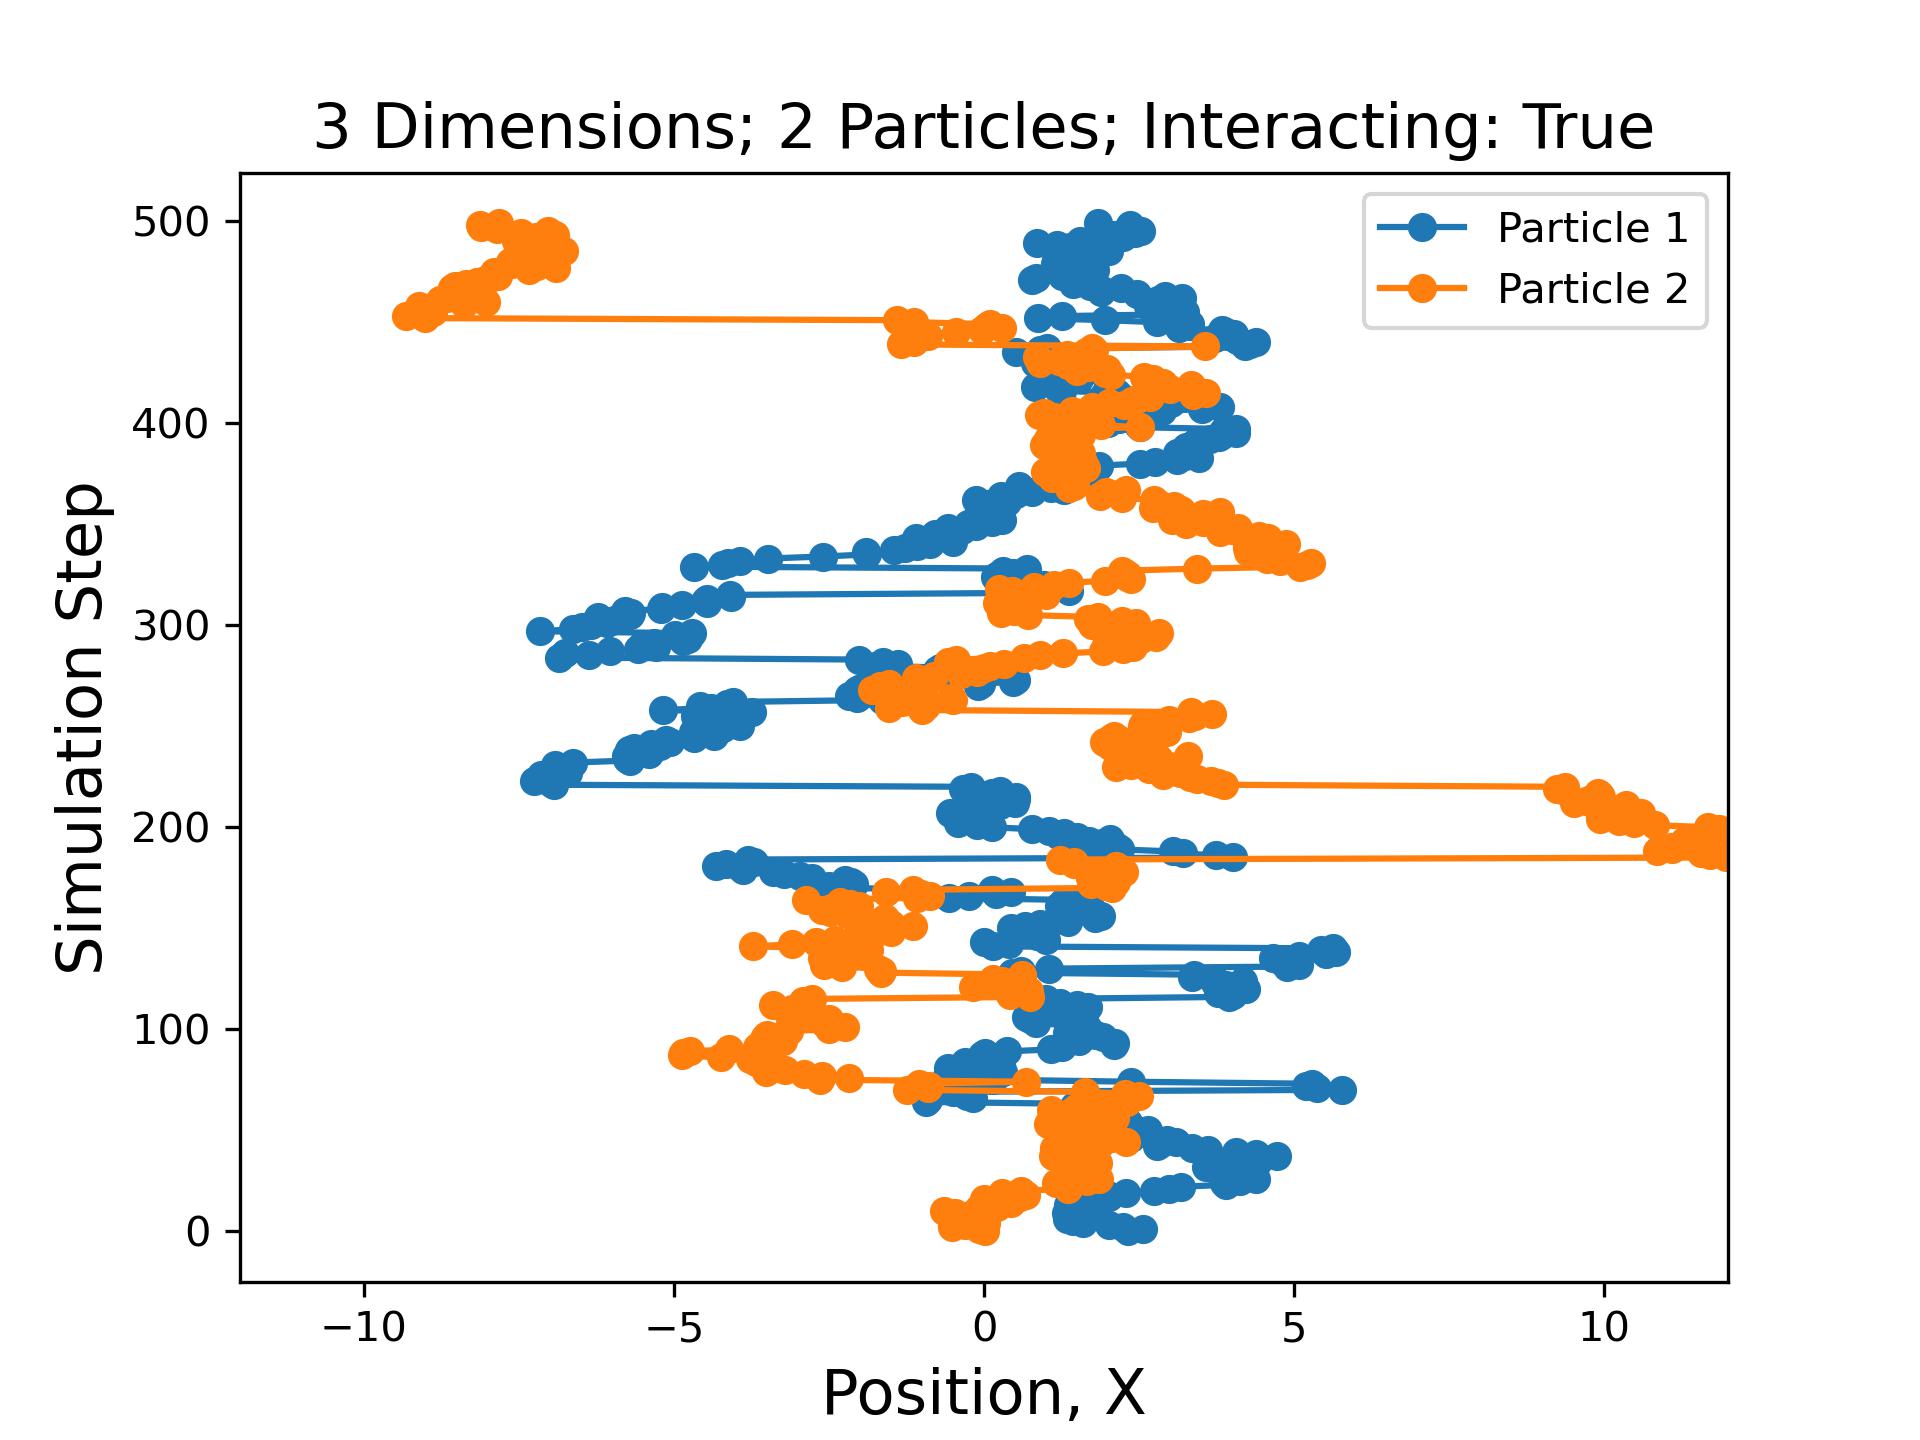 3 Dimensions; 2 Particles; Interacting: True
Particle 1
Particle 2
500
400
300
200
100
0
Simulation Step
−10
−5
0
5
10
Position, X